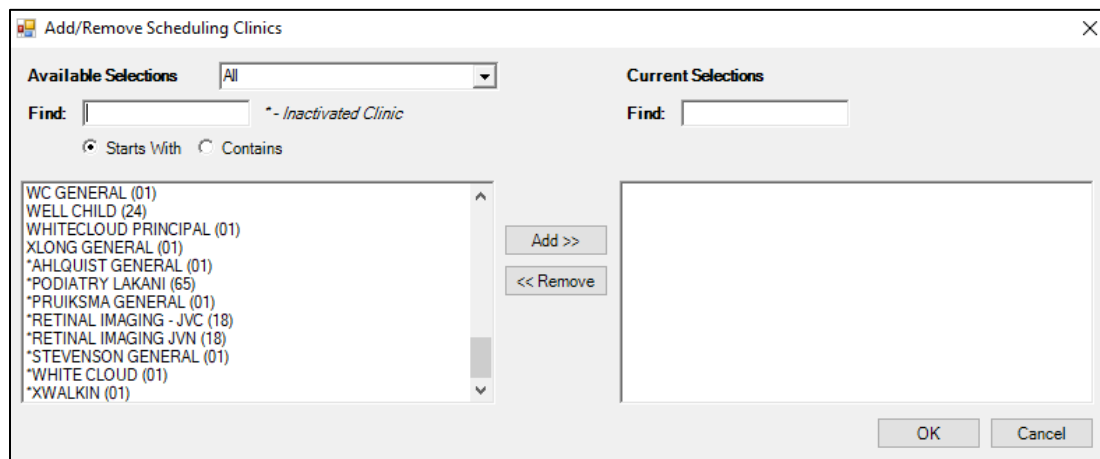 Add/Remove Scheduling Clinics
Available Selections All
Current Selections
Find: * - Inactivated Clinic
Find:
Starts With Contains
WC GENERAL (01)
WELL CHILD (24)
WHITECLOUD PRINCIPAL (01)
XLONG GENERAL (01)
*AHLQUIST GENERAL (01)
*PODIATRY LAKANI (65)
*PRUIKSMA GENERAL (01)
*RETINAL IMAGING - JVC (18)
*RETINAL IMAGING JVN (18)
*STEVENSON GENERAL (01)
*WHITE CLOUD (01)
*XWALKIN (01)
Add >>
<< Remove
OK Cancel